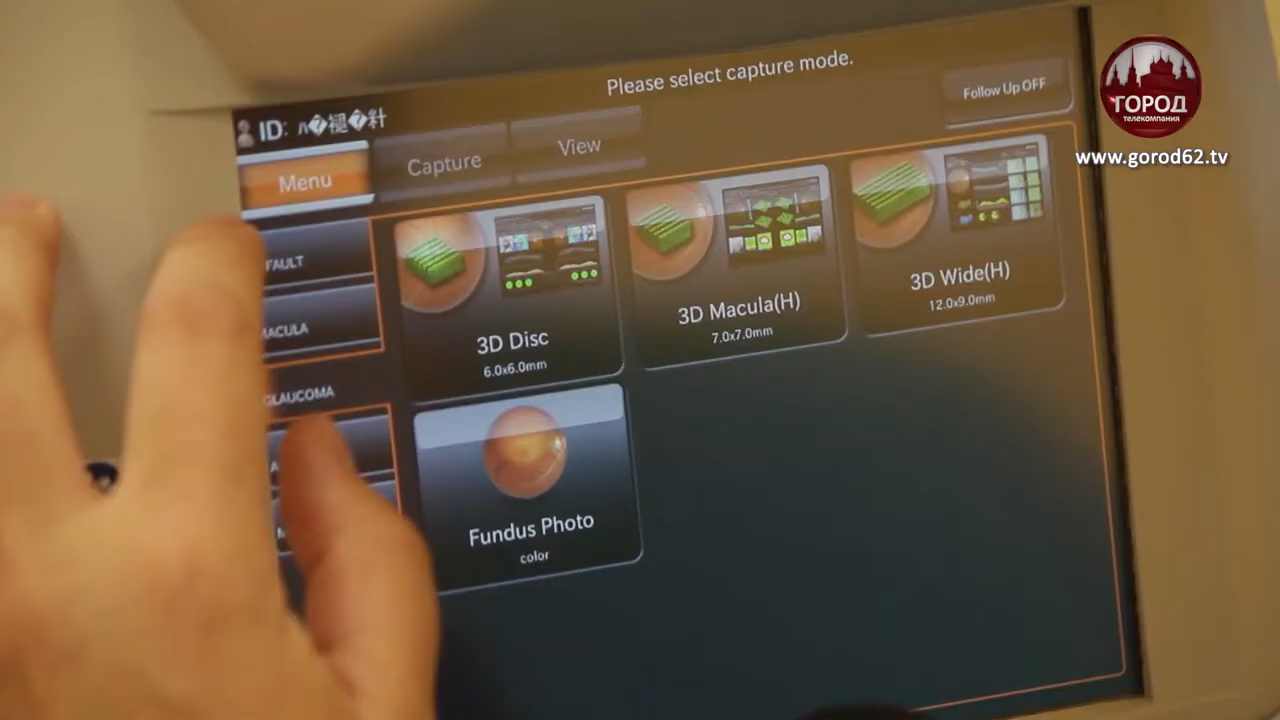 Please select capture mode.
Follow Up OFF
ID:
Menu
Capture
View
FAULT
MACULA
GLAUCOMA
3D Disc
6.0x6.0mm
3D Macula(H)
7.0x7.0mm
3D Wide(H)
12.0x9.0mm
Fundus Photo
color
ГОРОД
телекомпания
www.gorod62.tv